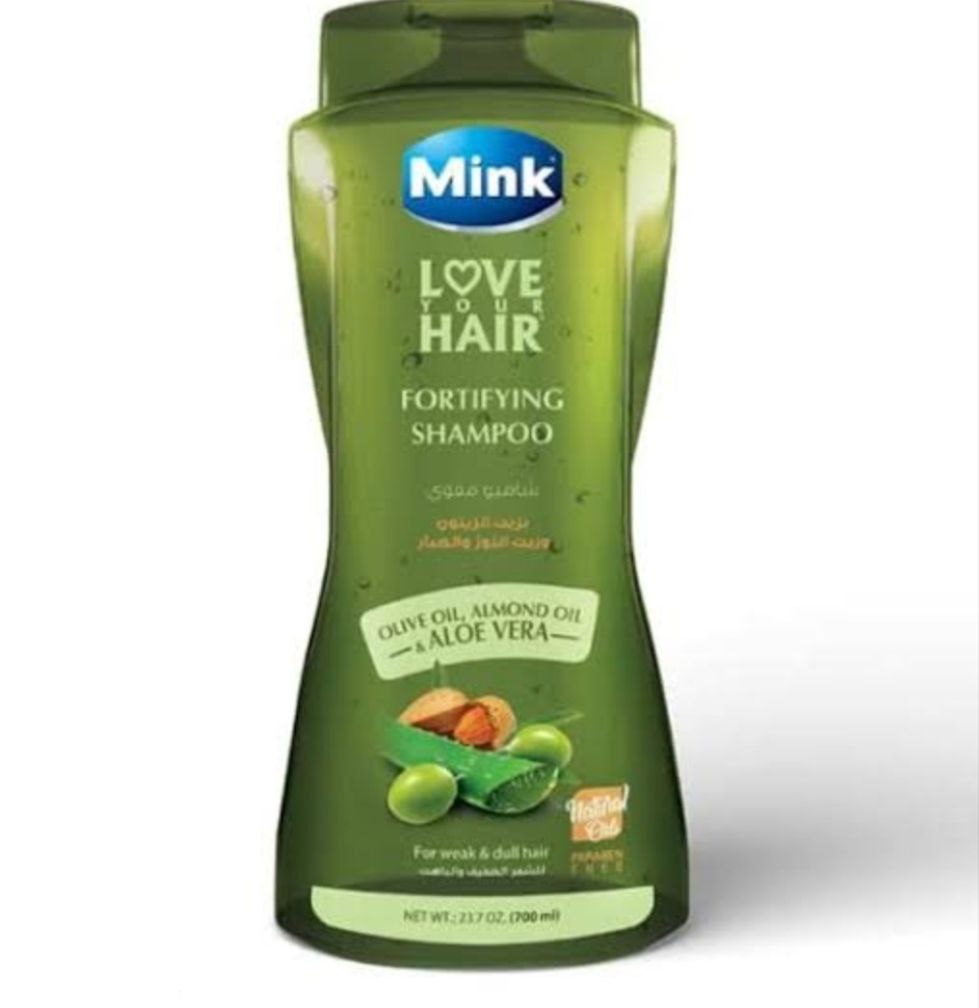 Mink
LOVE
YOUR
HAIR
FORTIFYING
SHAMPOO
شامبو مقوي
بزيت الزيتون
وزيت اللوز والصبار
OLIVE OIL, ALMOND OIL
& ALOE VERA
Natural
Oils
PARABEN
FREE
For weak & dull hair
للشعر الضعيف والباهت
NET WT.: 23.7 OZ. (700 ml)